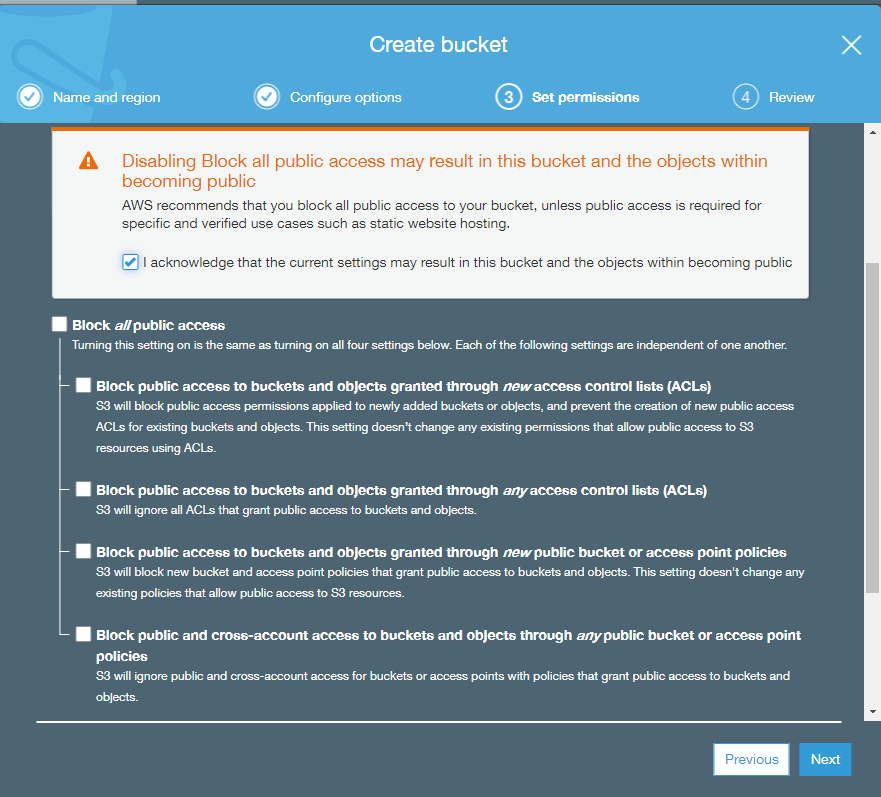 Create bucket
Name and region
Configure options
3 Set permissions
4 Review
Disabling Block all public access may result in this bucket and the objects within
becoming public
AWS recommends that you block all public access to your bucket, unless public access is required for
specific and verified use cases such as static website hosting.
I acknowledge that the current settings may result in this bucket and the objects within becoming public
Block all public access
Turning this setting on is the same as turning on all four settings below. Each of the following settings are independent of one another.
Block public access to buckets and objects granted through new access control lists (ACLs)
S3 will block public access permissions applied to newly added buckets or objects, and prevent the creation of new public access
ACLs for existing buckets and objects. This setting doesn't change any existing permissions that allow public access to S3
resources using ACLs.
Block public access to buckets and objects granted through any access control lists (ACLs)
S3 will ignore all ACLs that grant public access to buckets and objects.
Block public access to buckets and objects granted through new public bucket or access point policies
S3 will block new bucket and access point policies that grant public access to buckets and objects. This setting doesn't change any
existing policies that allow public access to S3 resources.
Block public and cross-account access to buckets and objects through any public bucket or access point
policies
S3 will ignore public and cross-account access for buckets or access points with policies that grant public access to buckets and
objects.
Previous
Next